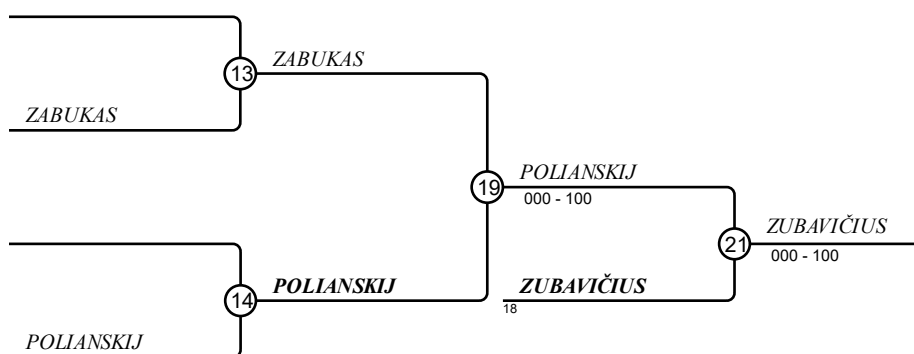 ZABUKAS
13
ZABUKAS
POLIANSKIJ
19
000 - 100
ZUBAVIČIUS
21
000 - 100
POLIANSKIJ
14
ZUBAVIČIUS
18
POLIANSKIJ